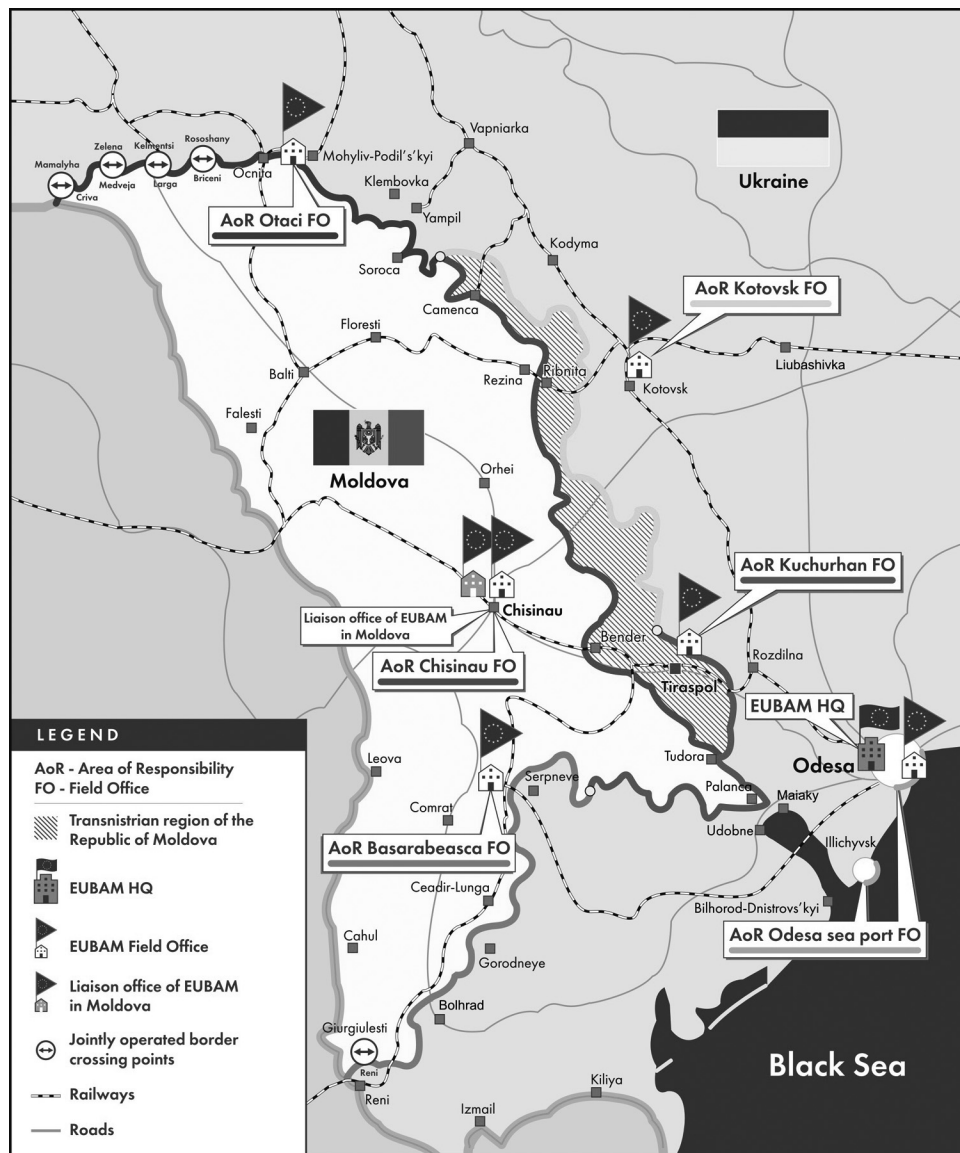 Vapniarka
Rososhany
Zelena
Kelmentsi
Mamalyha
Mohyliv-Podil's'kyi
Ocnita
Larga
Briceni
Medveja
Criva
Klembovka
Yampil
Ukraine
AoR Otaci FO
Kodyma
Soroca
AoR Kotovsk FO
Camenca
Floresti
Liubashivka
Balti
Rezina
Ribnita
Kotovsk
Falesti
Moldova
Orhei
AoR Kuchurhan FO
Chisinau
Liaison office of EUBAM
in Moldova
Bender
AoR Chisinau FO
Rozdilna
Tiraspol
EUBAM HQ
Tudora
Odesa
Leova
Serpneve
Palanca
Maiaky
Comrat
Udobne
Illichyvsk
AoR Basarabeasca FO
Ceadir-Lunga
Bilhorod-Dnistrovs'kyi
AoR Odesa sea port FO
Cahul
Gorodneye
Bolhrad
Giurgiulesti
Reni
Reni
Kiliya
Izmail
Black Sea
LEGEND
AoR - Area of Responsibility
FO - Field Office
Transnistrian region of the
Republic of Moldova
EUBAM HQ
EUBAM Field Office
Liaison office of EUBAM
in Moldova
Jointly operated border
crossing points
Railways
Roads